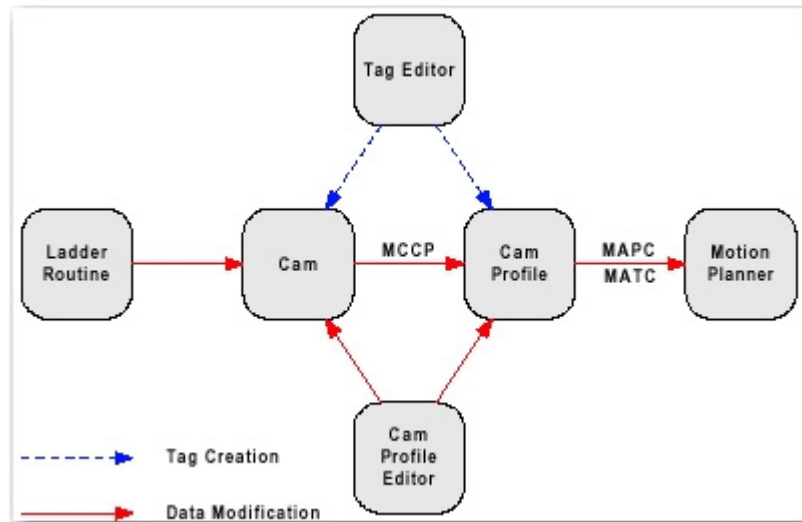 Tag Editor
Ladder
Routine
Cam
MCCP
Cam
Profile
MAPC
MATC
Motion
Planner
Cam
Profile
Editor
Tag Creation
Data Modification